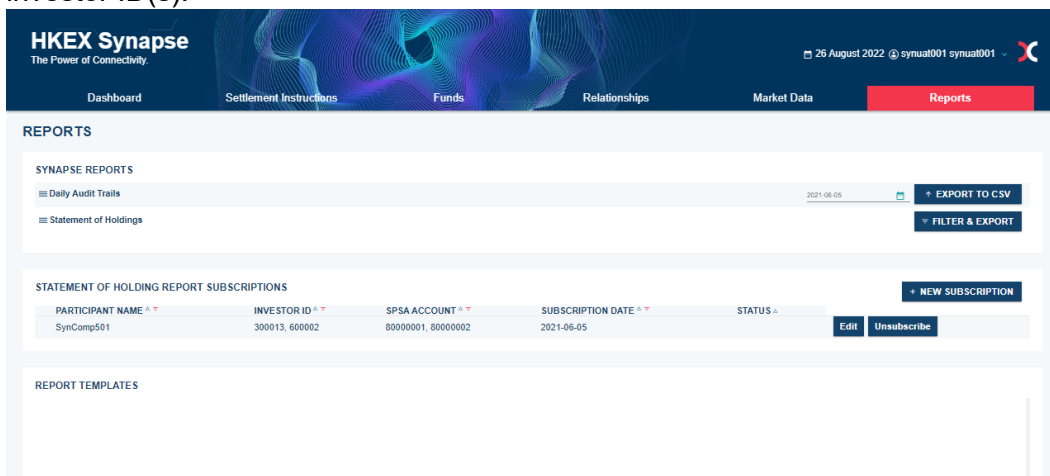 investor ID(s).
HKEX Synapse
The Power of Connectivity.
26 August 2022 synuat001 synuat001
Dashboard Settlement Instructions Funds Relationships Market Data Reports
REPORTS
SYNAPSE REPORTS
Daily Audit Trails 2021-06-05 EXPORT TO CSV
Statement of Holdings FILTER & EXPORT
STATEMENT OF HOLDING REPORT SUBSCRIPTIONS + NEW SUBSCRIPTION
PARTICIPANT NAME INVESTOR ID SPSA ACCOUNT SUBSCRIPTION DATE STATUS
SynComp501 300013, 600002 80000001, 80000002 2021-06-05 Edit Unsubscribe
REPORT TEMPLATES